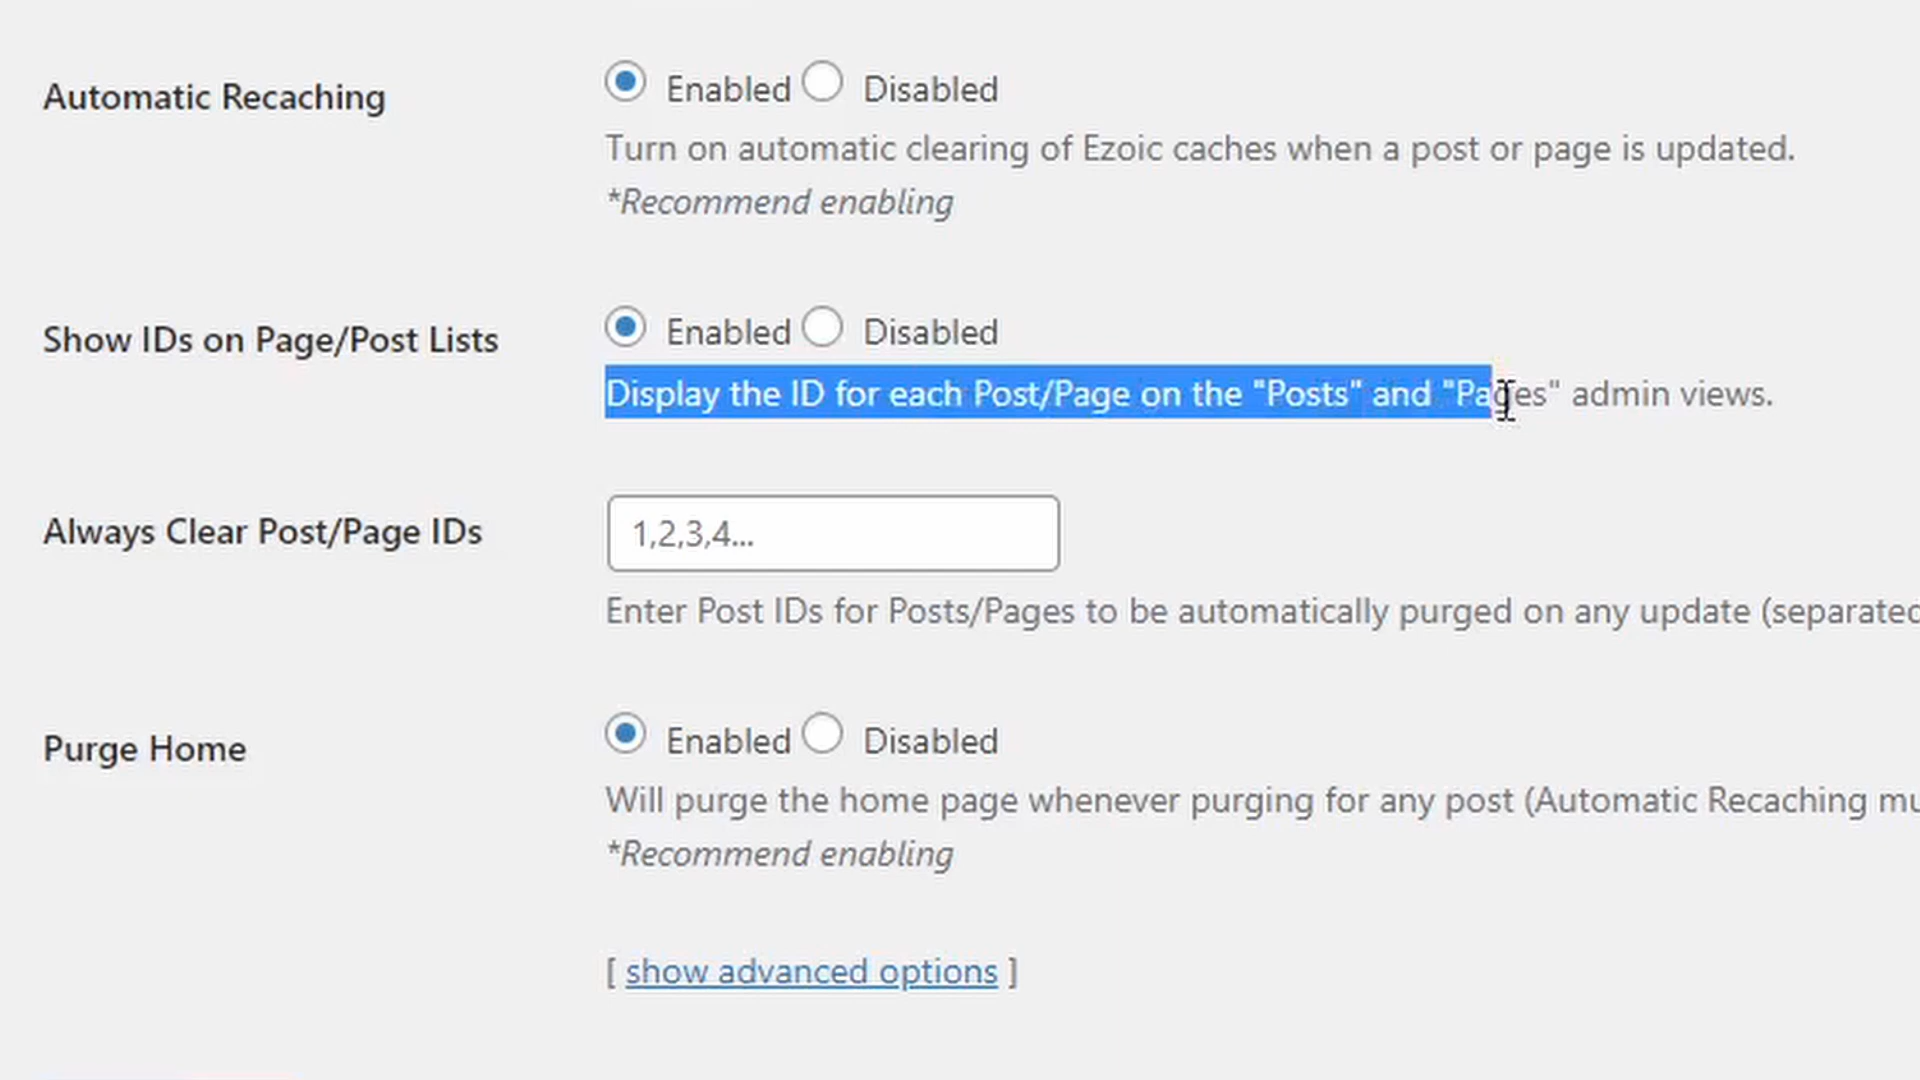 Automatic Recaching
Enabled Disabled
Turn on automatic clearing of Ezoic caches when a post or page is updated.
*Recommend enabling
Show IDs on Page/Post Lists
Enabled Disabled
Display the ID for each Post/Page on the "Posts" and "Pages" admin views.
Always Clear Post/Page IDs
1,2,3,4...
Enter Post IDs for Posts/Pages to be automatically purged on any update (separated
Purge Home
Enabled Disabled
Will purge the home page whenever purging for any post (Automatic Recaching mu
*Recommend enabling
[ show advanced options ]